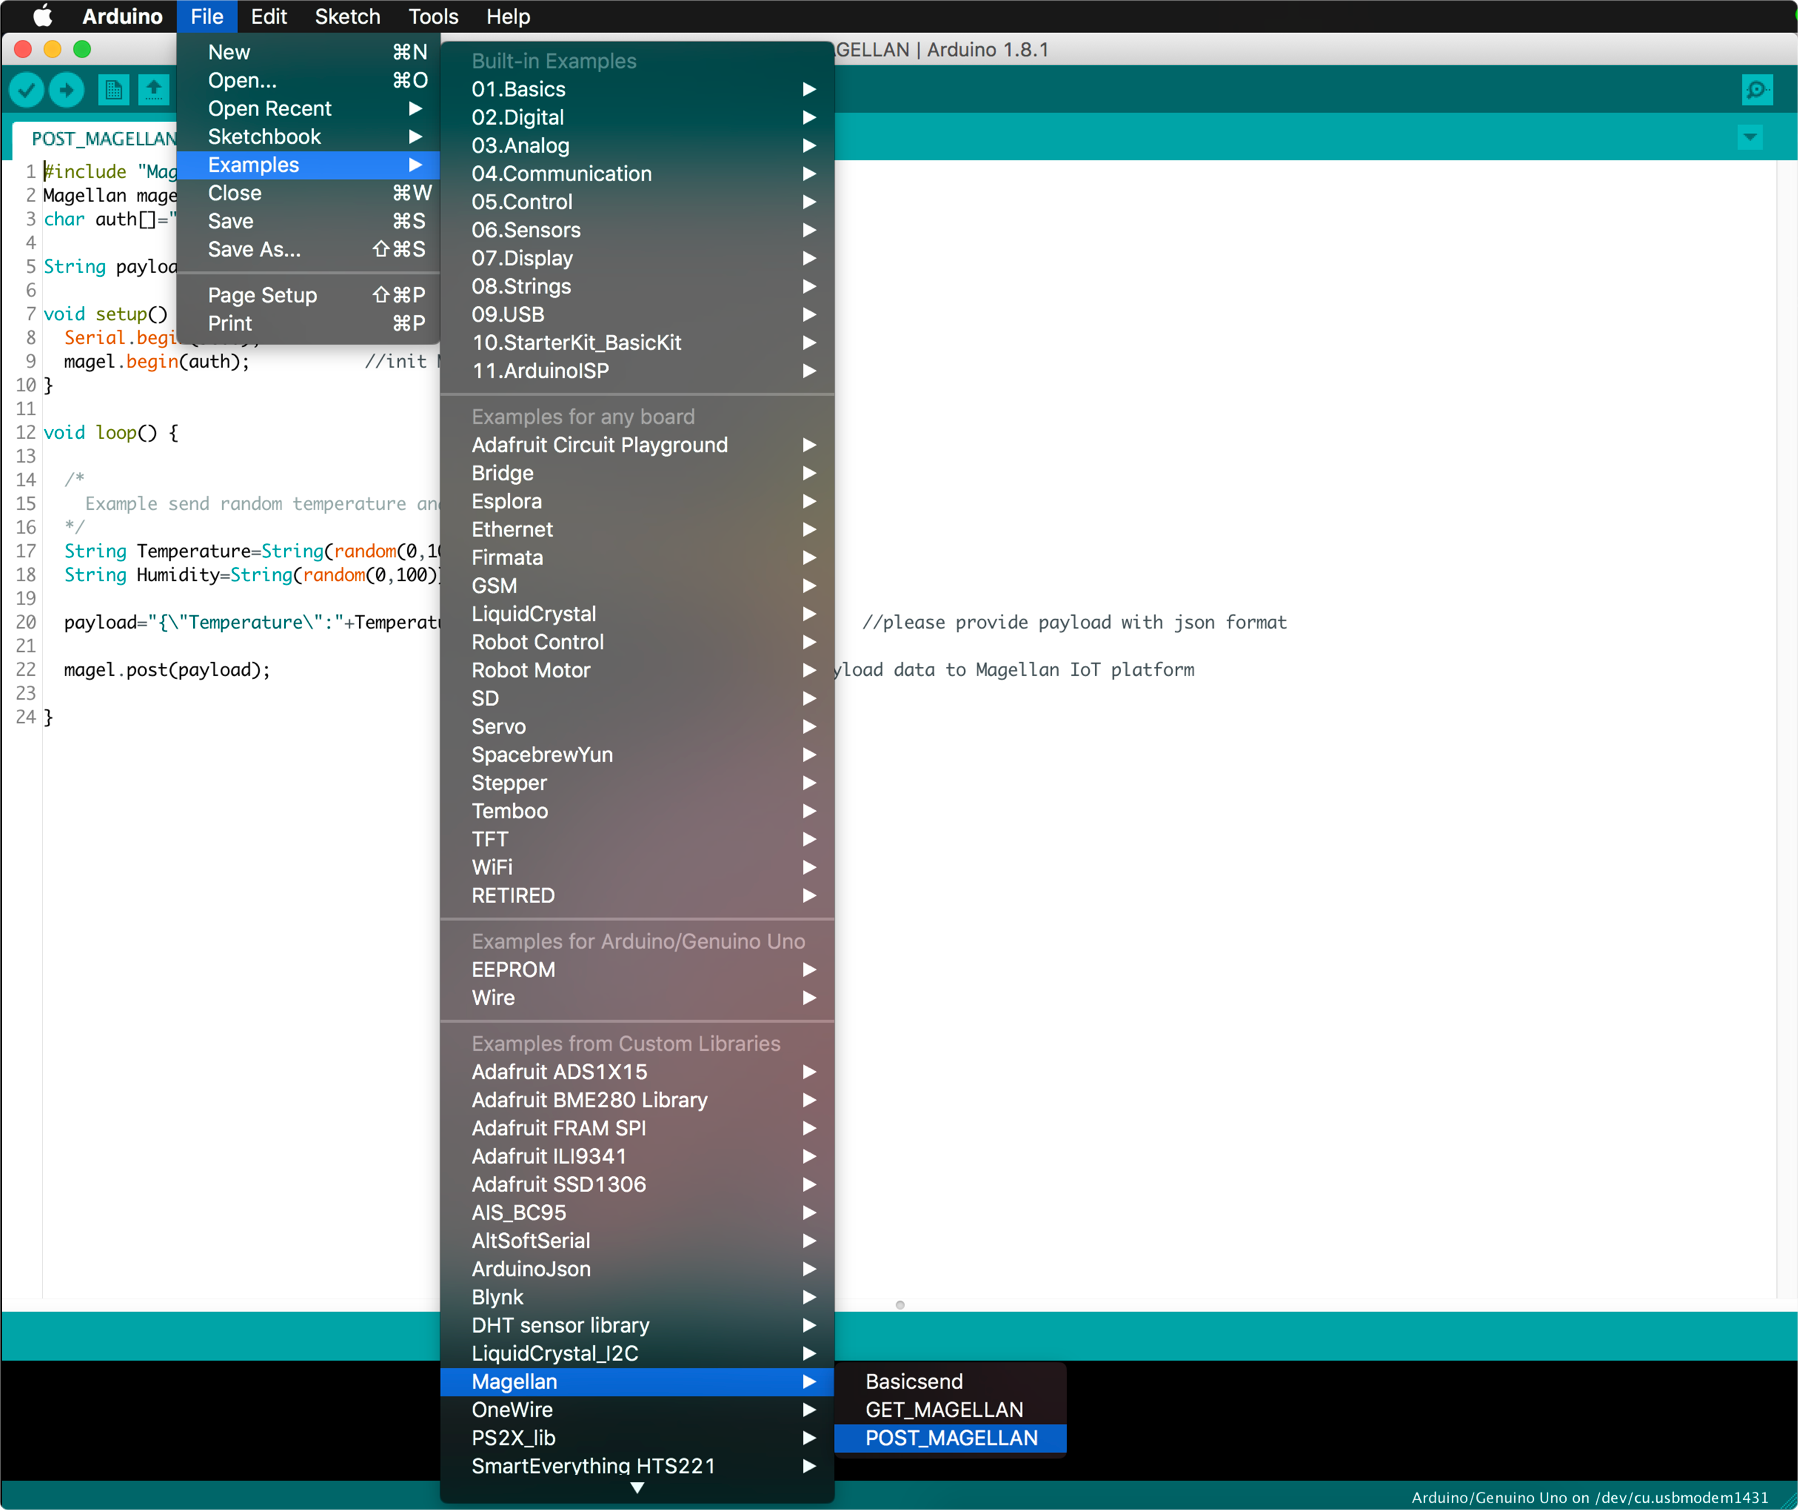 Arduino File Edit Sketch Tools Help
GELLAN | Arduino 1.8.1
New ⌘N
Open... ⌘O
Open Recent ▶
Sketchbook ▶
Examples ▶
Close ⌘W
Save ⌘S
Save As... ⇧⌘S
Page Setup ⇧⌘P
Print ⌘P
Built-in Examples
01.Basics ▶
02.Digital ▶
03.Analog ▶
04.Communication ▶
05.Control ▶
06.Sensors ▶
07.Display ▶
08.Strings ▶
09.USB ▶
10.StarterKit_BasicKit ▶
11.ArduinoISP ▶
Examples for any board
Adafruit Circuit Playground ▶
Bridge ▶
Esplora ▶
Ethernet ▶
Firmata ▶
GSM ▶
LiquidCrystal ▶
Robot Control ▶
Robot Motor ▶
SD ▶
Servo ▶
SpacebrewYun ▶
Stepper ▶
Temboo ▶
TFT ▶
WiFi ▶
RETIRED ▶
Examples for Arduino/Genuino Uno
EEPROM ▶
Wire ▶
Examples from Custom Libraries
Adafruit ADS1X15 ▶
Adafruit BME280 Library ▶
Adafruit FRAM SPI ▶
Adafruit ILI9341 ▶
Adafruit SSD1306 ▶
AIS_BC95 ▶
AltSoftSerial ▶
ArduinoJson ▶
Blynk ▶
DHT sensor library ▶
LiquidCrystal_I2C ▶
Magellan ▶
OneWire ▶
PS2X_lib ▶
SmartEverything HTS221 ▶
Basicsend
GET_MAGELLAN
POST_MAGELLAN
POST_MAGELLAN
1 #include "Mag
2 Magellan mage
3 char auth[]="
4
5 String payloa
6
7 void setup()
8 Serial.begi
9 magel.begin(auth); //init
10 }
11
12 void loop() {
13
14 /*
15 Example send random temperature an
16 */
17 String Temperature=String(random(0,10
18 String Humidity=String(random(0,100)
19
20 payload="{\"Temperature\":"+Temperatu //please provide payload with json format
21
22 magel.post(payload); yload data to Magellan IoT platform
23
24 }
Arduino/Genuino Uno on /dev/cu.usbmodem1431